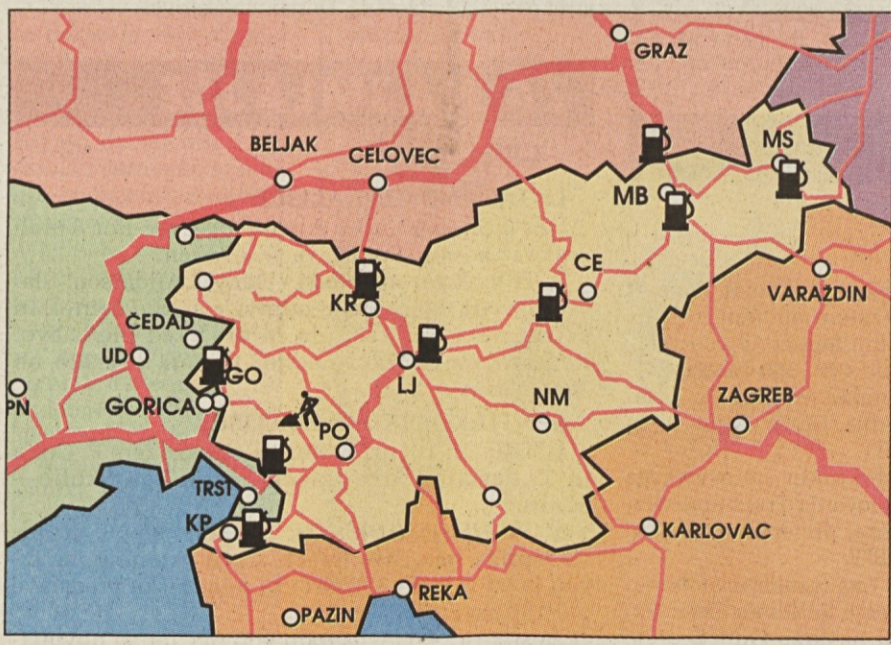 GRAZ
BELJAK
CELOVEC
MS
MB
CE
VARAŽDIN
KR
ČEDAD
UD
GO
LJ
PN
GORICA
NM
ZAGREB
PO
TRST
KP
KARLOVAC
REKA
PAZIN